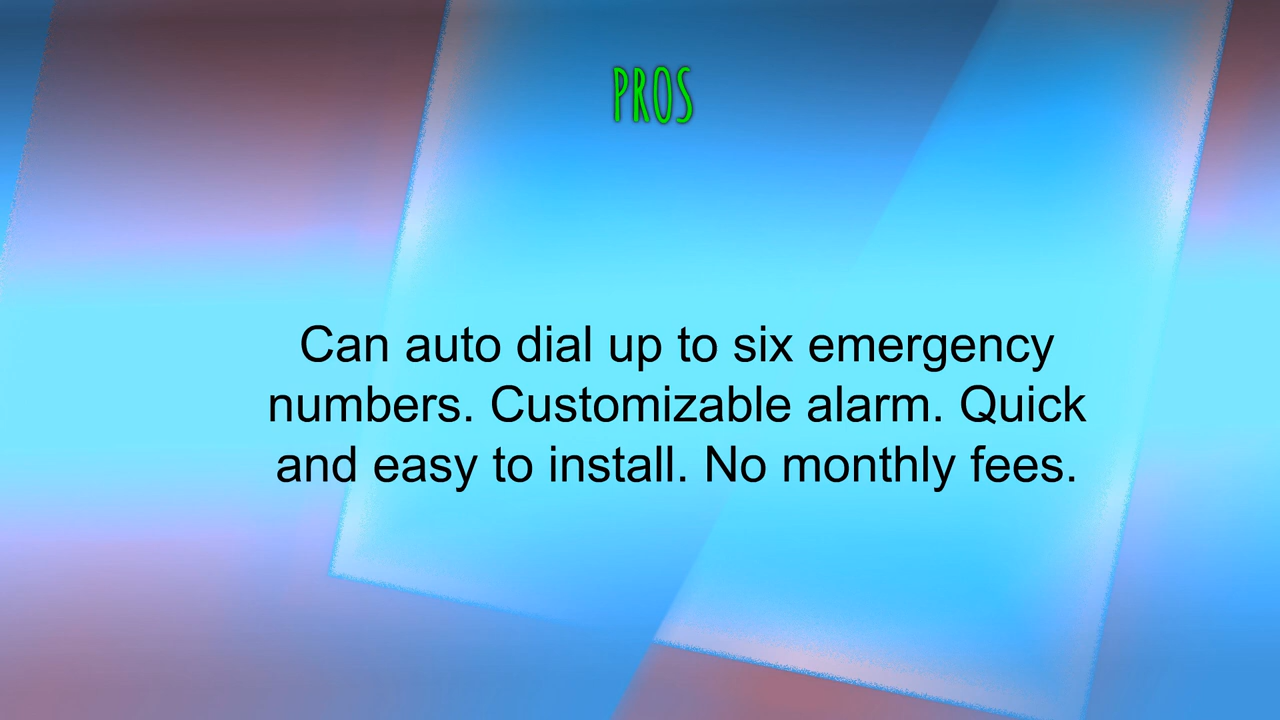 PROS
Can auto dial up to six emergency
numbers. Customizable alarm. Quick
and easy to install. No monthly fees.